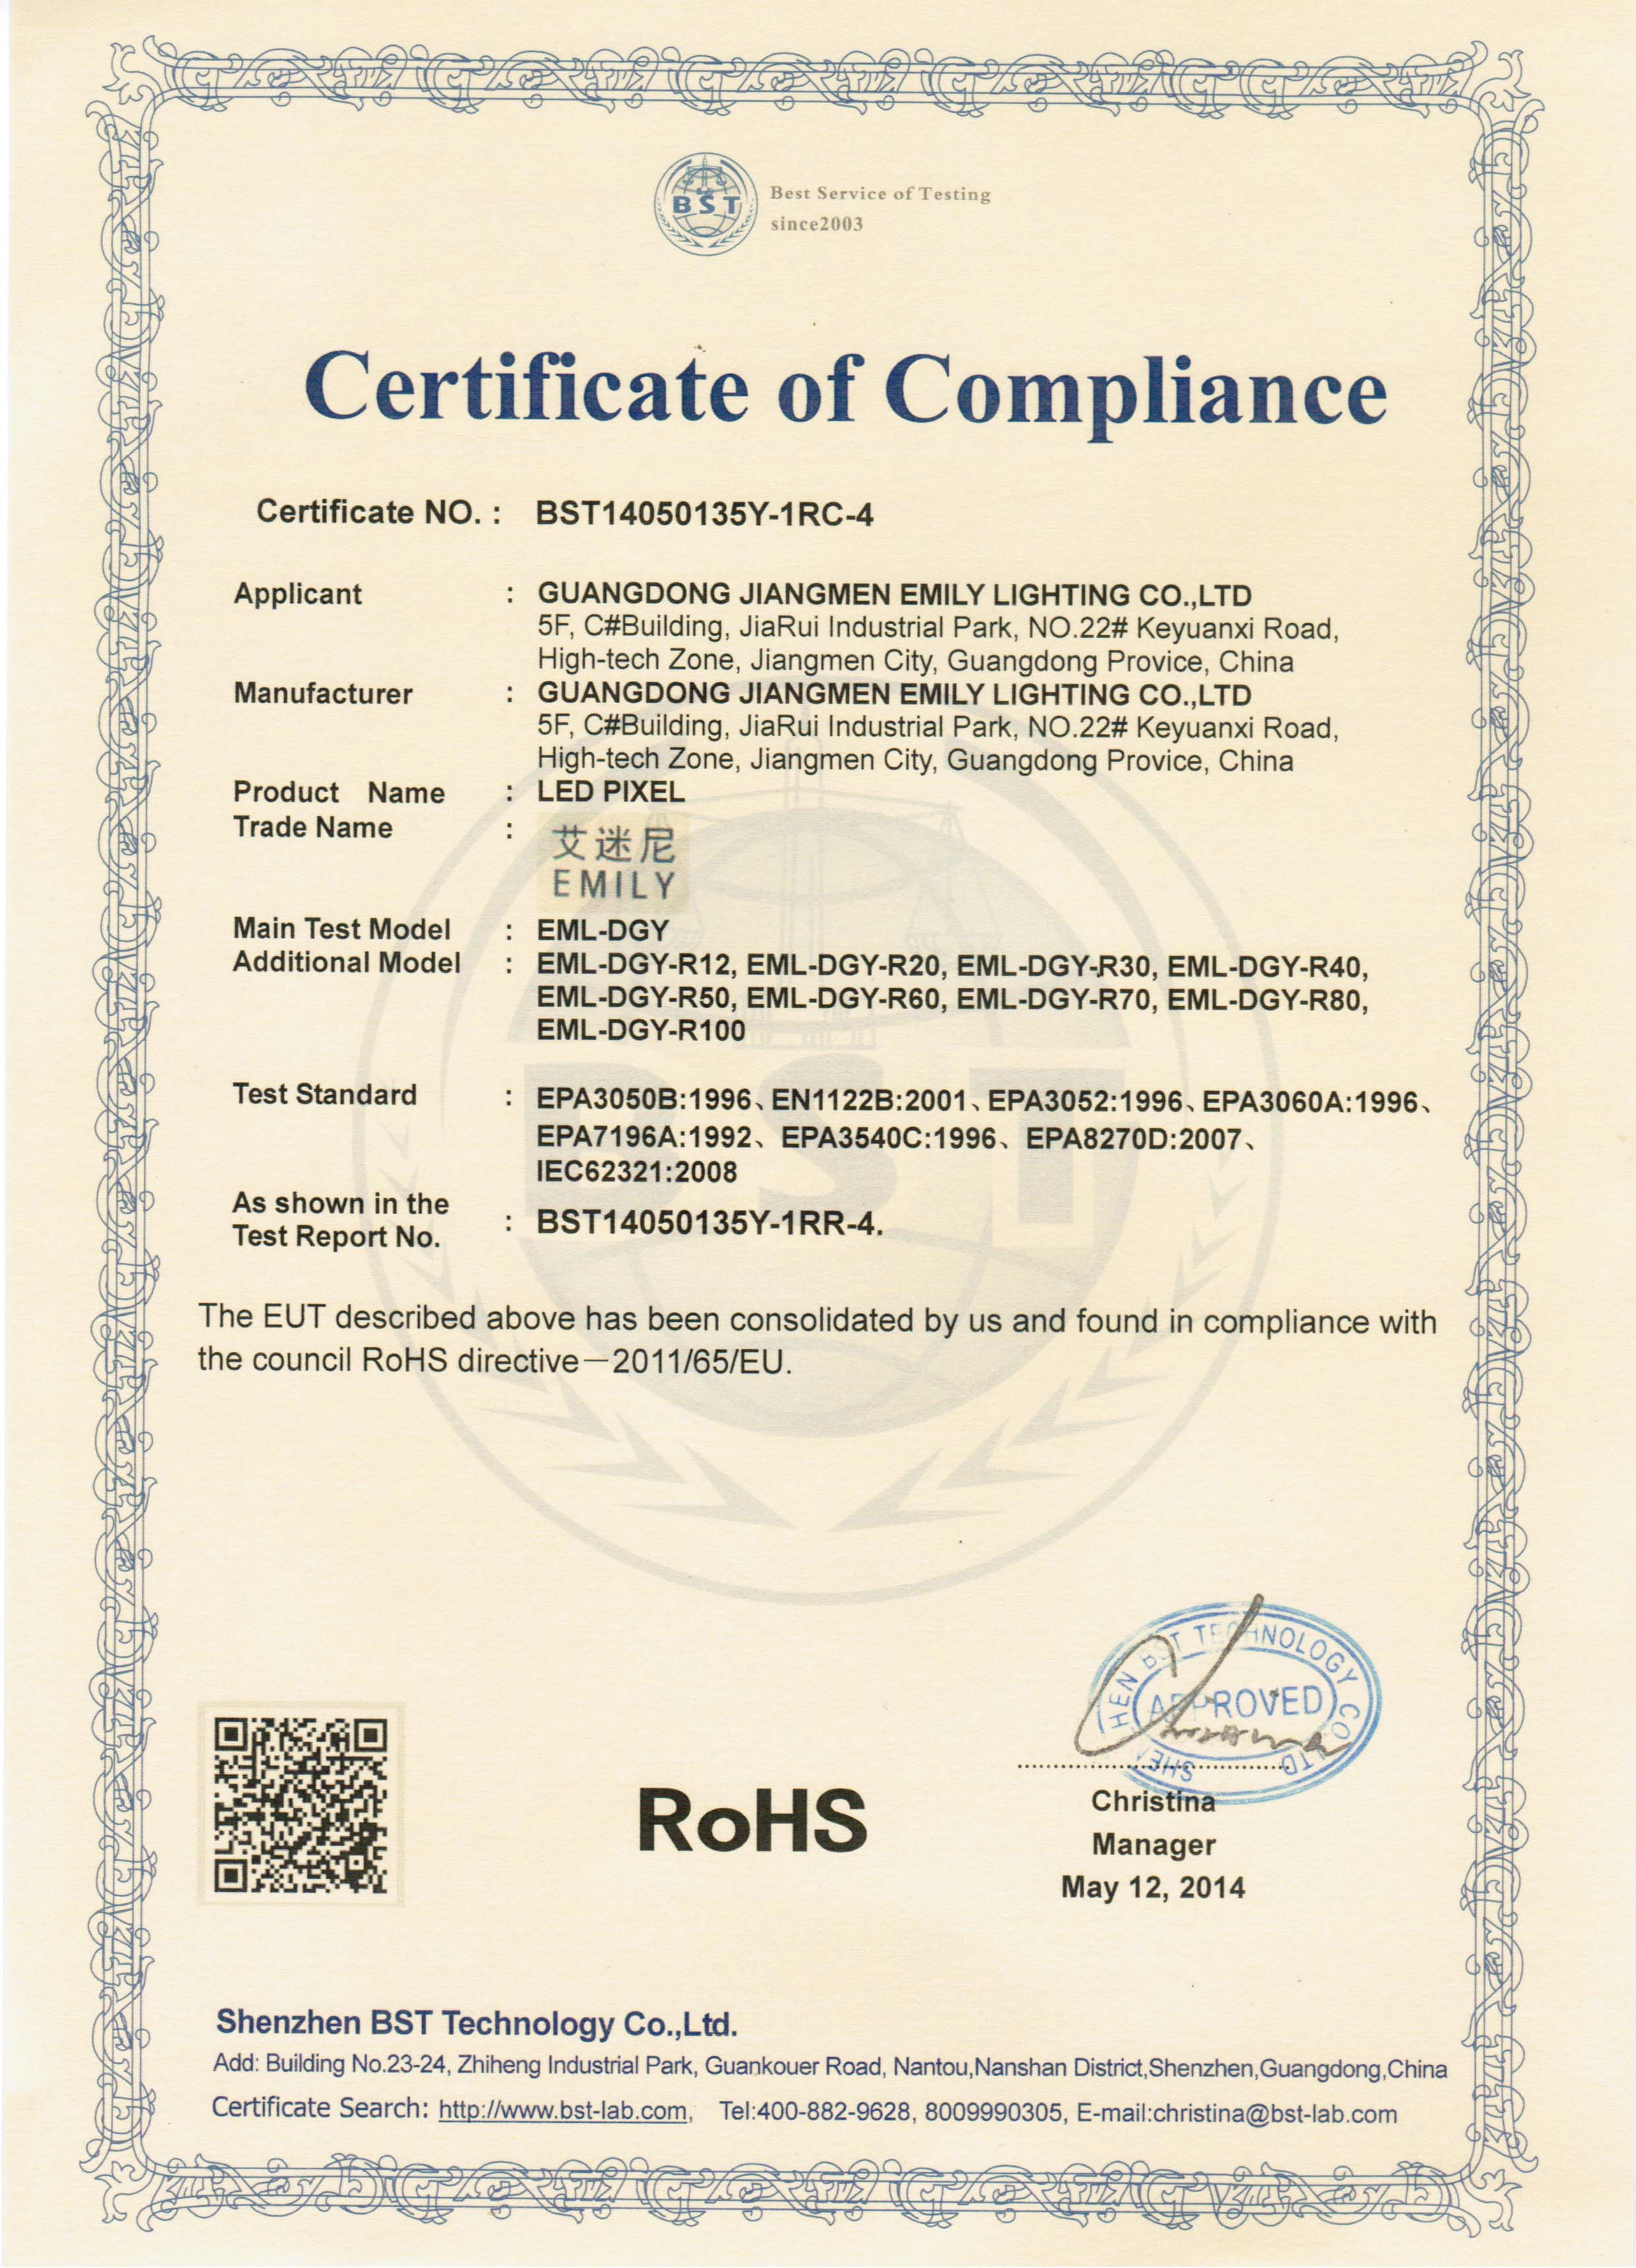 BST
Best Service of Testing
since2003
Certificate of Compliance
Certificate NO. : BST14050135Y-1RC-4
Applicant : GUANGDONG JIANGMEN EMILY LIGHTING CO.,LTD
5F, C#Building, JiaRui Industrial Park, NO.22# Keyuanxi Road,
High-tech Zone, Jiangmen City, Guangdong Provice, China
Manufacturer : GUANGDONG JIANGMEN EMILY LIGHTING CO.,LTD
5F, C#Building, JiaRui Industrial Park, NO.22# Keyuanxi Road,
High-tech Zone, Jiangmen City, Guangdong Provice, China
Product Name : LED PIXEL
Trade Name :
艾迷尼
EMILY
Main Test Model : EML-DGY
Additional Model : EML-DGY-R12, EML-DGY-R20, EML-DGY-R30, EML-DGY-R40,
EML-DGY-R50, EML-DGY-R60, EML-DGY-R70, EML-DGY-R80,
EML-DGY-R100
Test Standard : EPA3050B:1996、EN1122B:2001、EPA3052:1996、EPA3060A:1996、
EPA7196A:1992、EPA3540C:1996、EPA8270D:2007、
IEC62321:2008
As shown in the
Test Report No. : BST14050135Y-1RR-4.
BST
The EUT described above has been consolidated by us and found in compliance with
the council RoHS directive－2011/65/EU.
SHENZHEN BST TECHNOLOGY CO.,LTD
APPROVED
RoHS
Christina
Manager
May 12, 2014
Shenzhen BST Technology Co.,Ltd.
Add: Building No.23-24, Zhiheng Industrial Park, Guankouer Road, Nantou,Nanshan District,Shenzhen,Guangdong,China
Certificate Search: http://www.bst-lab.com, Tel:400-882-9628, 8009990305, E-mail:christina@bst-lab.com